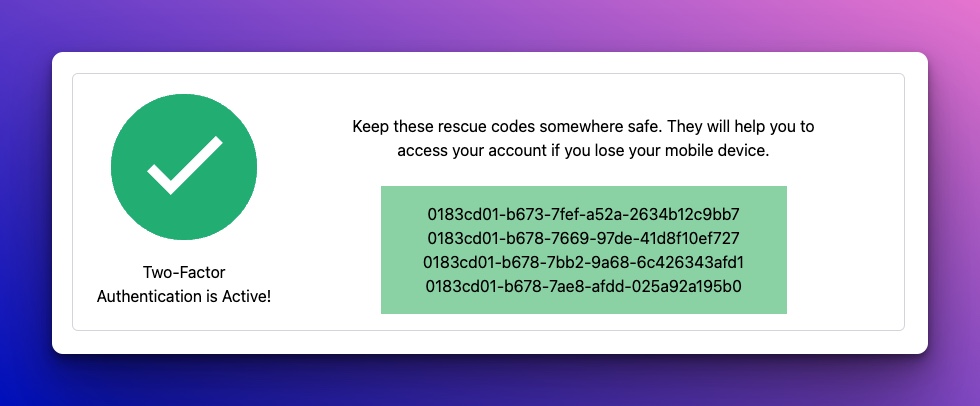 Two-Factor
Authentication is Active!
Keep these rescue codes somewhere safe. They will help you to
access your account if you lose your mobile device.
0183cd01-b673-7fef-a52a-2634b12c9bb7
0183cd01-b678-7669-97de-41d8f10ef727
0183cd01-b678-7bb2-9a68-6c426343afd1
0183cd01-b678-7ae8-afdd-025a92a195b0